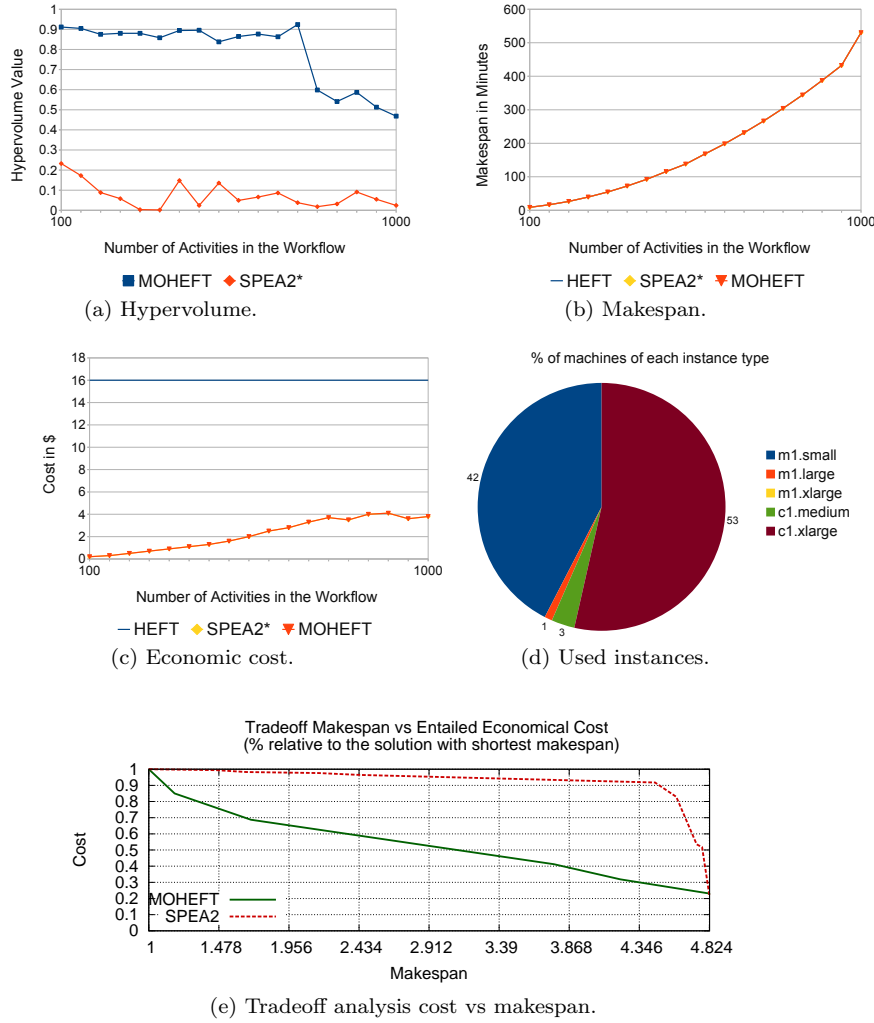 1
0.9
0.8
0.7
0.6
0.5
0.4
0.3
0.2
0.1
0
Hypervolume Value
100
1000
Number of Activities in the Workflow
MOHEFT SPEA2*
(a) Hypervolume.
600
500
400
300
200
100
0
Makespan in Minutes
100
1000
Number of Activities in the Workflow
HEFT SPEA2* MOHEFT
(b) Makespan.
18
16
14
12
10
8
6
4
2
0
Cost in $
100
1000
Number of Activities in the Workflow
HEFT SPEA2* MOHEFT
(c) Economic cost.
% of machines of each instance type
42
53
1
3
m1.small
m1.large
m1.xlarge
c1.medium
c1.xlarge
(d) Used instances.
Tradeoff Makespan vs Entailed Economical Cost
(% relative to the solution with shortest makespan)
1
0.9
0.8
0.7
0.6
0.5
0.4
0.3
0.2
0.1
0
Cost
MOHEFT
SPEA2
1 1.478 1.956 2.434 2.912 3.39 3.868 4.346 4.824
Makespan
(e) Tradeoff analysis cost vs makespan.